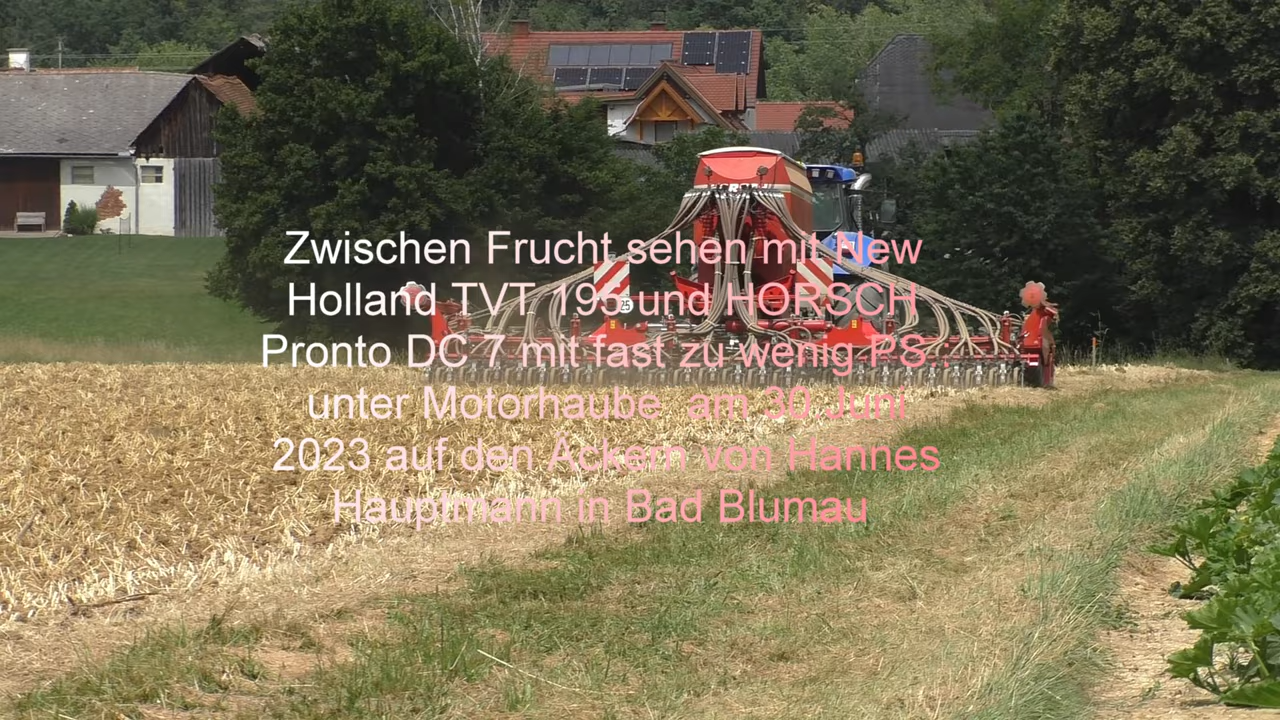 Zwischen Frucht sehen mit New
Holland TVT 195 und HORSCH
Pronto DC 7 mit fast zu wenig PS
unter Motorhaube am 30 Juni
2023 auf den Äckern von Hannes
Hauptmann in Bad Blumau
25